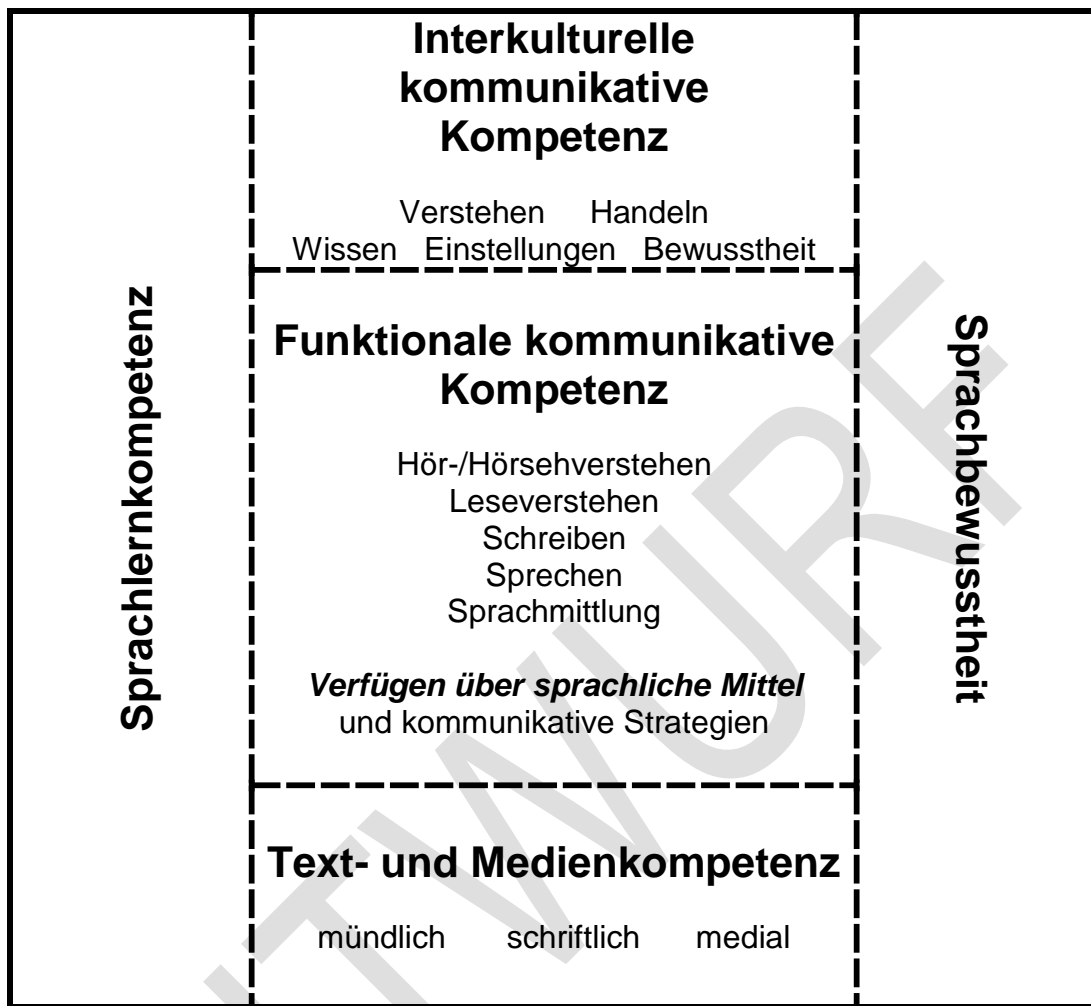 Interkulturelle
kommunikative
Kompetenz
Verstehen Handeln
Wissen Einstellungen Bewusstheit
Sprachlernkompetenz
Funktionale kommunikative
Kompetenz
Hör-/Hörsehverstehen
Leseverstehen
Schreiben
Sprechen
Sprachmittlung
Verfügen über sprachliche Mittel
und kommunikative Strategien
Sprachbewusstheit
Text- und Medienkompetenz
mündlich schriftlich medial
TWURF